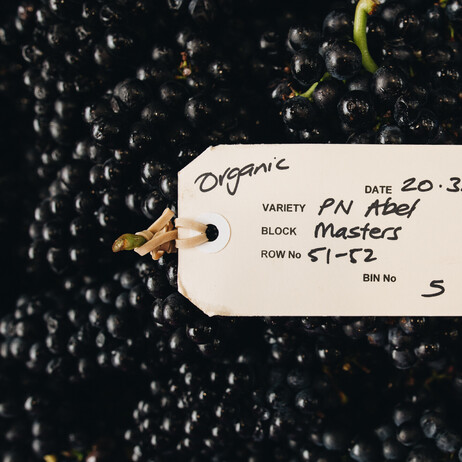 Organic
DATE 20.3
VARIETY PN Abel
BLOCK Masters
ROW No 51-52
BIN No 5